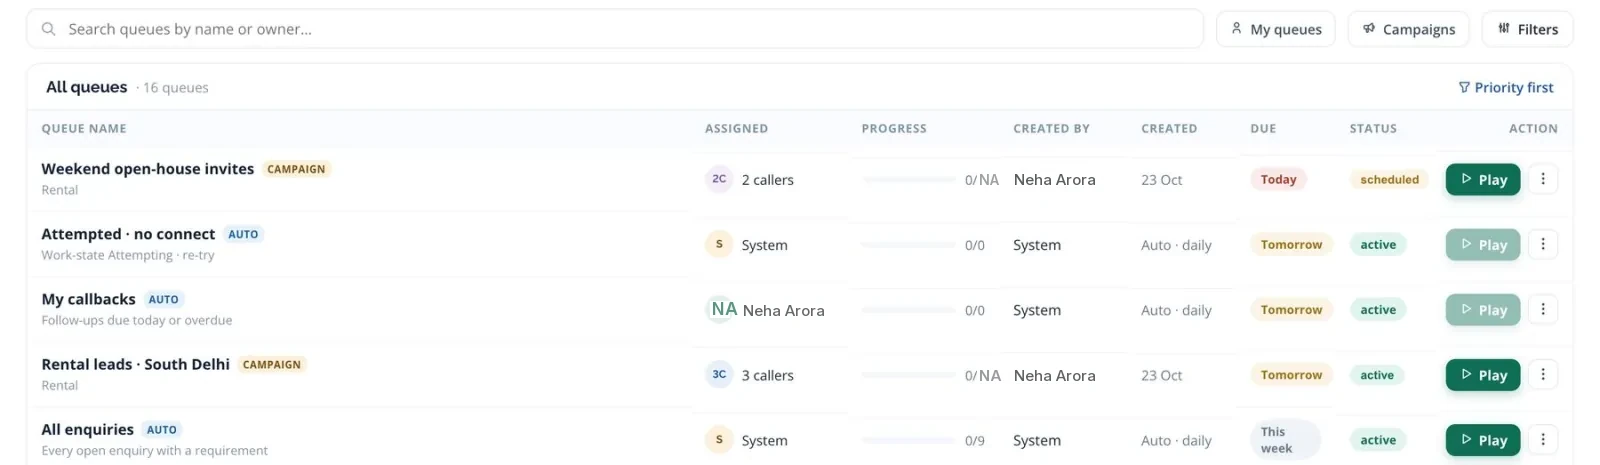 Search queues by name or owner...
My queues
Campaigns
Filters
All queues · 16 queues
Priority first
QUEUE NAME ASSIGNED PROGRESS CREATED BY CREATED DUE STATUS ACTION
Weekend open-house invites CAMPAIGN
Rental
2C 2 callers 0/NA Neha Arora 23 Oct Today scheduled Play
Attempted · no connect AUTO
Work-state Attempting · re-try
S System 0/0 System Auto · daily Tomorrow active Play
My callbacks AUTO
Follow-ups due today or overdue
NA Neha Arora 0/0 System Auto · daily Tomorrow active Play
Rental leads · South Delhi CAMPAIGN
Rental
3C 3 callers 0/NA Neha Arora 23 Oct Tomorrow active Play
All enquiries AUTO
Every open enquiry with a requirement
S System 0/9 System Auto · daily This week active Play